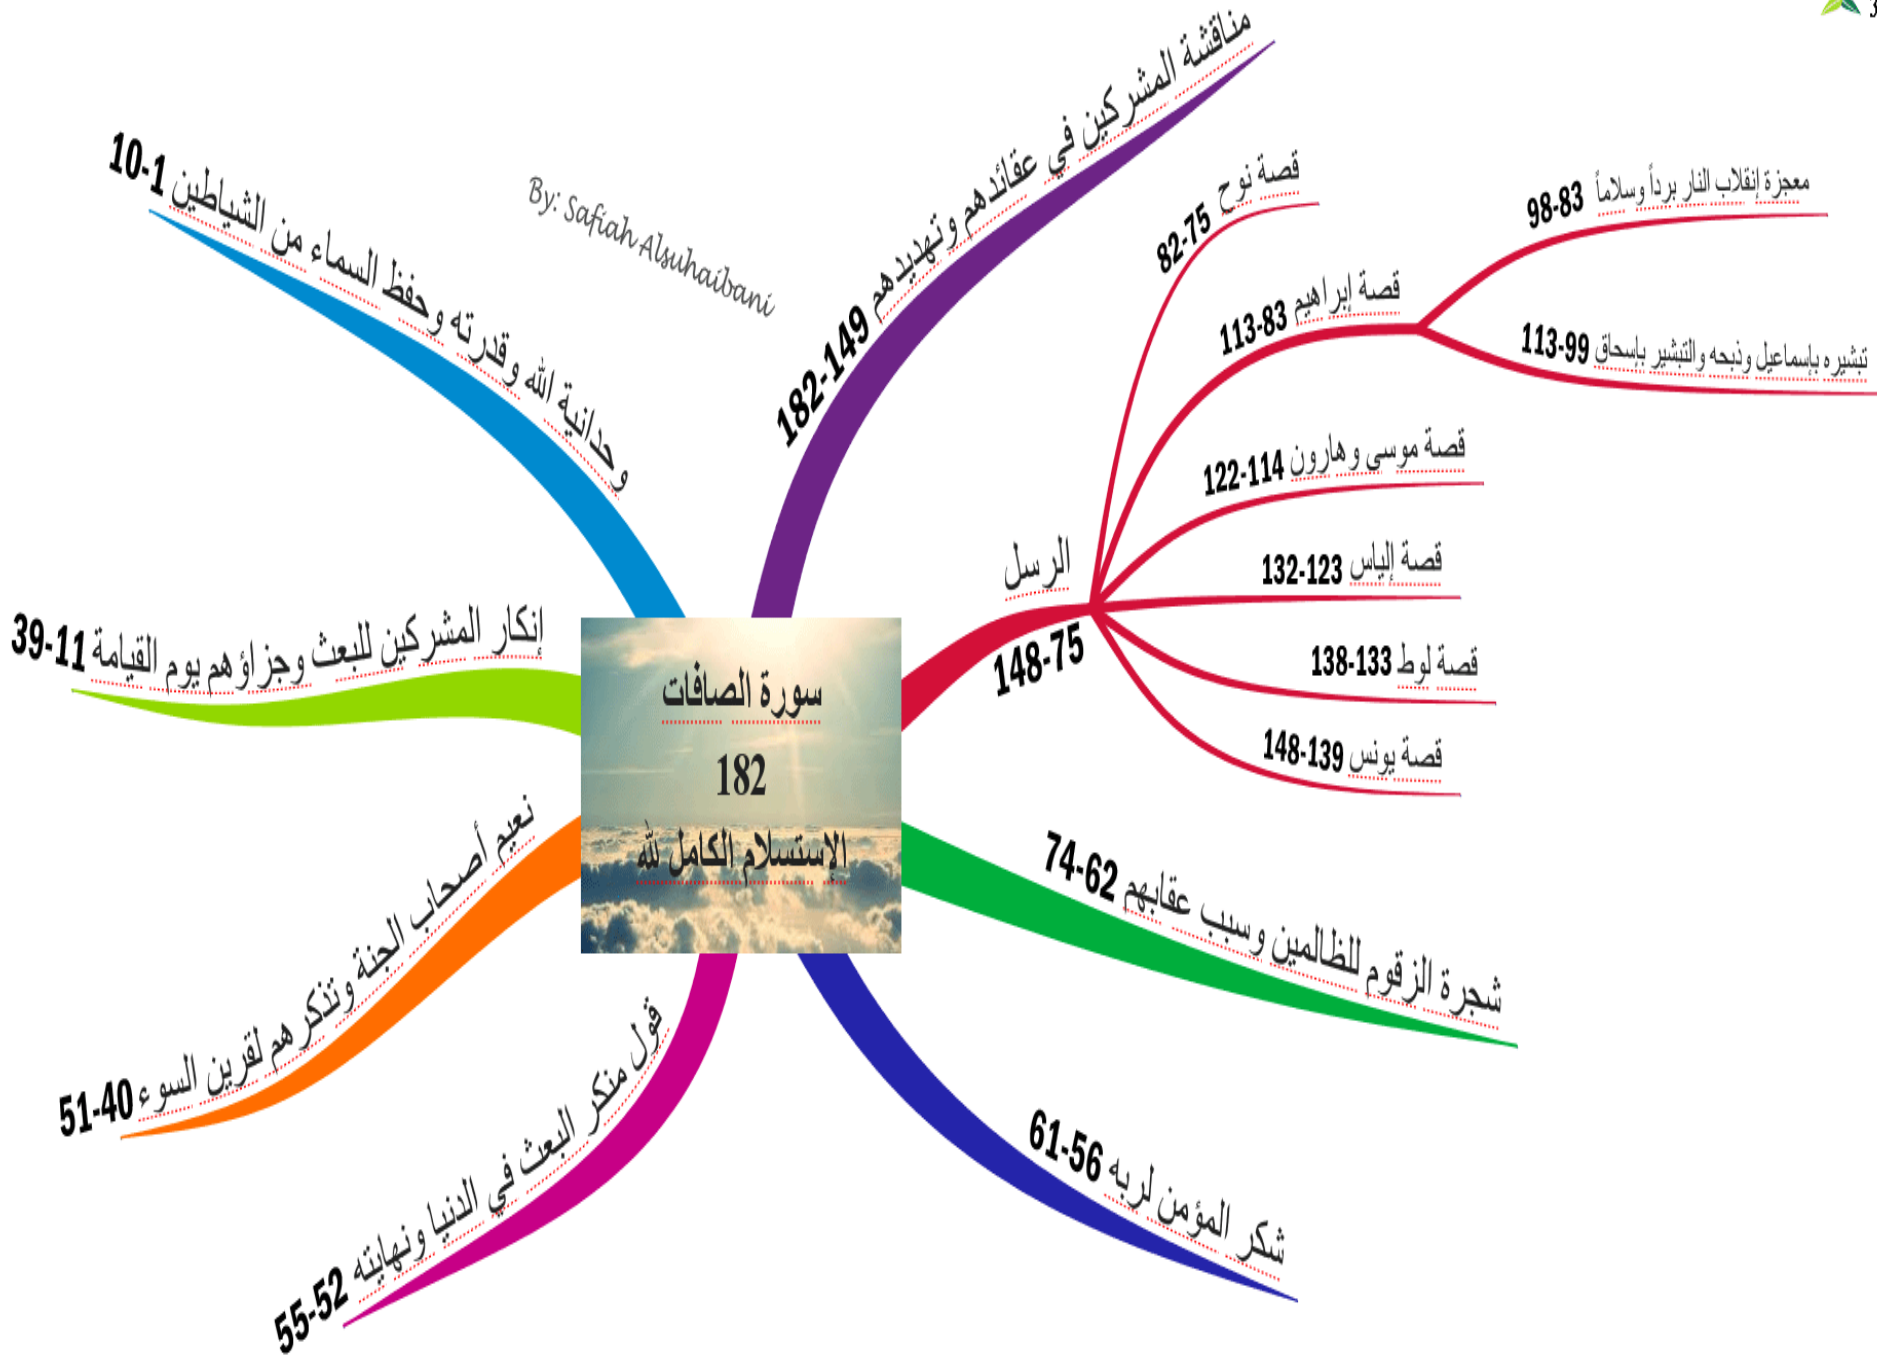 سورة الصافات
182
الإستسلام الكامل لله
By: Safiah Alsuhaibani
وحدانية الله وقدرته وحفظ السماء من الشياطين 1-10
إنكار المشركين للبعث وجزاؤهم يوم القيامة 11-39
نعيم أصحاب الجنة وتذكرهم لقرين السوء 40-51
قول منكر البعث في الدنيا ونهايته 52-55
شكر المؤمن لربه 56-61
شجرة الزقوم للظالمين وسبب عقابهم 62-74
الرسل
75-148
قصة نوح 75-82
قصة إبراهيم 83-113
معجزة إنقلاب النار برداً وسلاماً 83-98
تبشيره بإسماعيل وذبحه والتبشير بإسحاق 99-113
قصة موسى وهارون 114-122
قصة إلياس 123-132
قصة لوط 133-138
قصة يونس 139-148
مناقشة المشركين في عقائدهم وتهديدهم 149-182